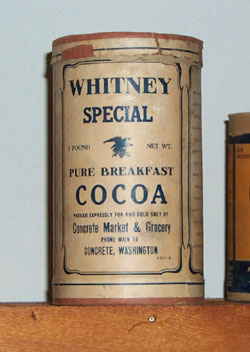 WHITNEY
SPECIAL
1 POUND NET WT.
PURE BREAKFAST
COCOA
PACKED EXPRESSLY FOR AND SOLD ONLY BY
Concrete Market & Grocery
PHONE MAIN 56
CONCRETE, WASHINGTON